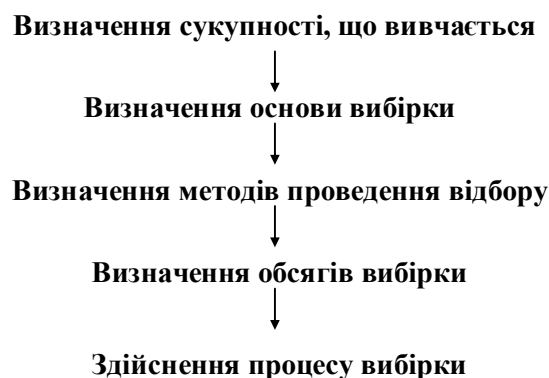 Визначення сукупності, що вивчається
Визначення основи вибірки
Визначення методів проведення відбору
Визначення обсягів вибірки
Здійснення процесу вибірки